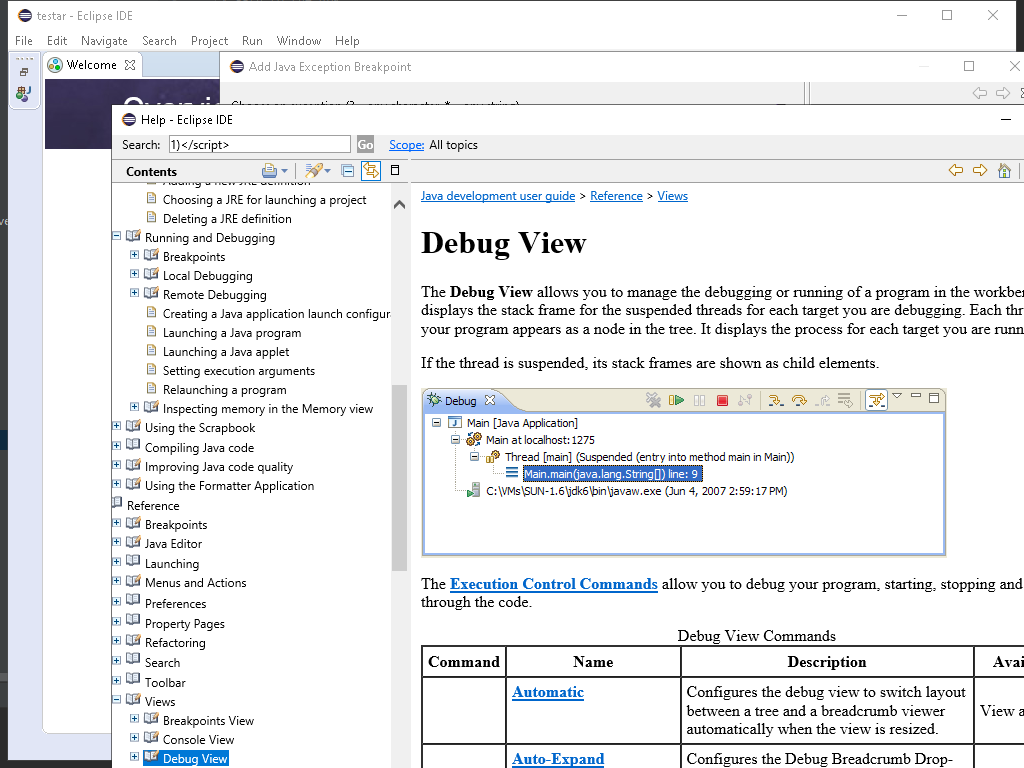 testar - Eclipse IDE
File Edit Navigate Search Project Run Window Help
Welcome
Add Java Exception Breakpoint
Help - Eclipse IDE
Search: 1)</script> Go Scope: All topics
Contents
Adding a new JRE definition
Choosing a JRE for launching a project
Deleting a JRE definition
Running and Debugging
Breakpoints
Local Debugging
Remote Debugging
Creating a Java application launch configur
Launching a Java program
Launching a Java applet
Setting execution arguments
Relaunching a program
Inspecting memory in the Memory view
Using the Scrapbook
Compiling Java code
Improving Java code quality
Using the Formatter Application
Reference
Breakpoints
Java Editor
Launching
Menus and Actions
Preferences
Property Pages
Refactoring
Search
Toolbar
Views
Breakpoints View
Console View
Debug View
Java development user guide > Reference > Views
Debug View
The Debug View allows you to manage the debugging or running of a program in the workben
displays the stack frame for the suspended threads for each target you are debugging. Each thr
your program appears as a node in the tree. It displays the process for each target you are runn
If the thread is suspended, its stack frames are shown as child elements.
Debug
Main [Java Application]
Main at localhost:1275
Thread [main] (Suspended (entry into method main in Main))
Main.main(java.lang.String[]) line: 9
C:\VMs\SUN-1.6\jdk6\bin\javaw.exe (Jun 4, 2007 2:59:17 PM)
The Execution Control Commands allow you to debug your program, starting, stopping and
through the code.
Debug View Commands
Command Name Description Avai
Automatic
Configures the debug view to switch layout
between a tree and a breadcrumb viewer
automatically when the view is resized.
View a
Auto-Expand
Configures the Debug Breadcrumb Drop-